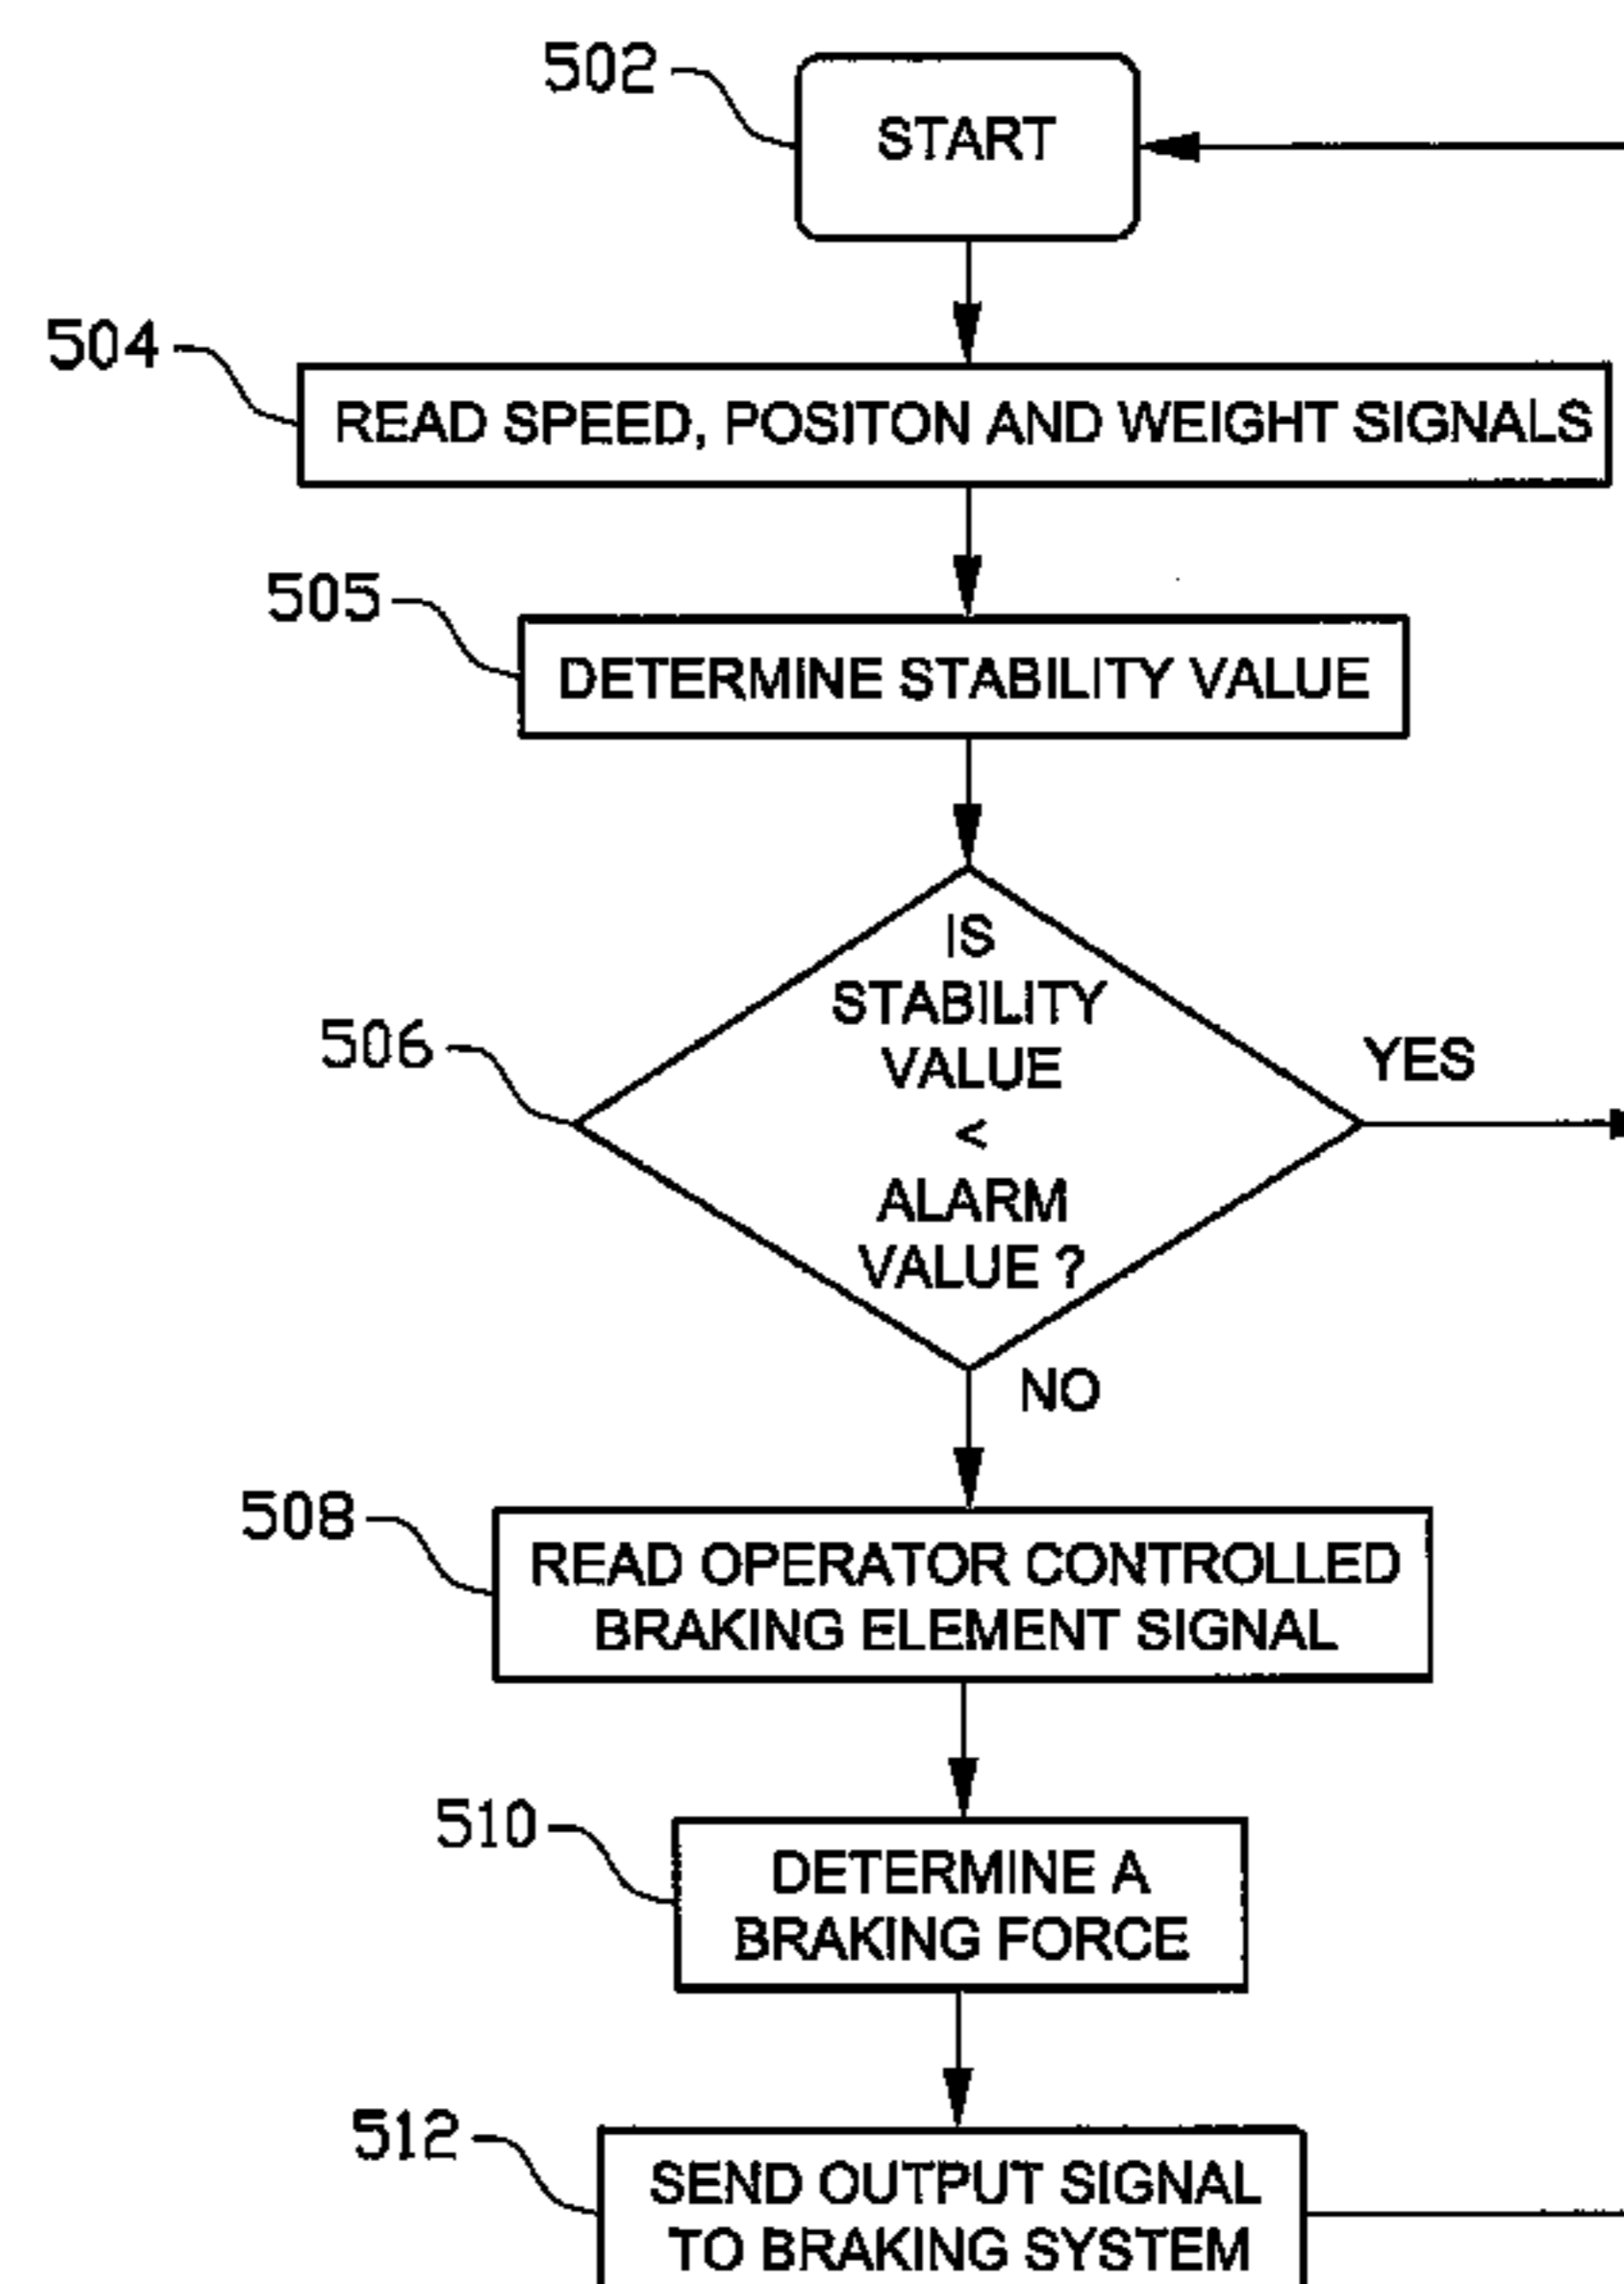 502
START
504
READ SPEED, POSITON AND WEIGHT SIGNALS
505
DETERMINE STABILITY VALUE
506
IS
STABILITY
VALUE
<
ALARM
VALUE ?
YES
NO
508
READ OPERATOR CONTROLLED
BRAKING ELEMENT SIGNAL
510
DETERMINE A
BRAKING FORCE
512
SEND OUTPUT SIGNAL
TO BRAKING SYSTEM